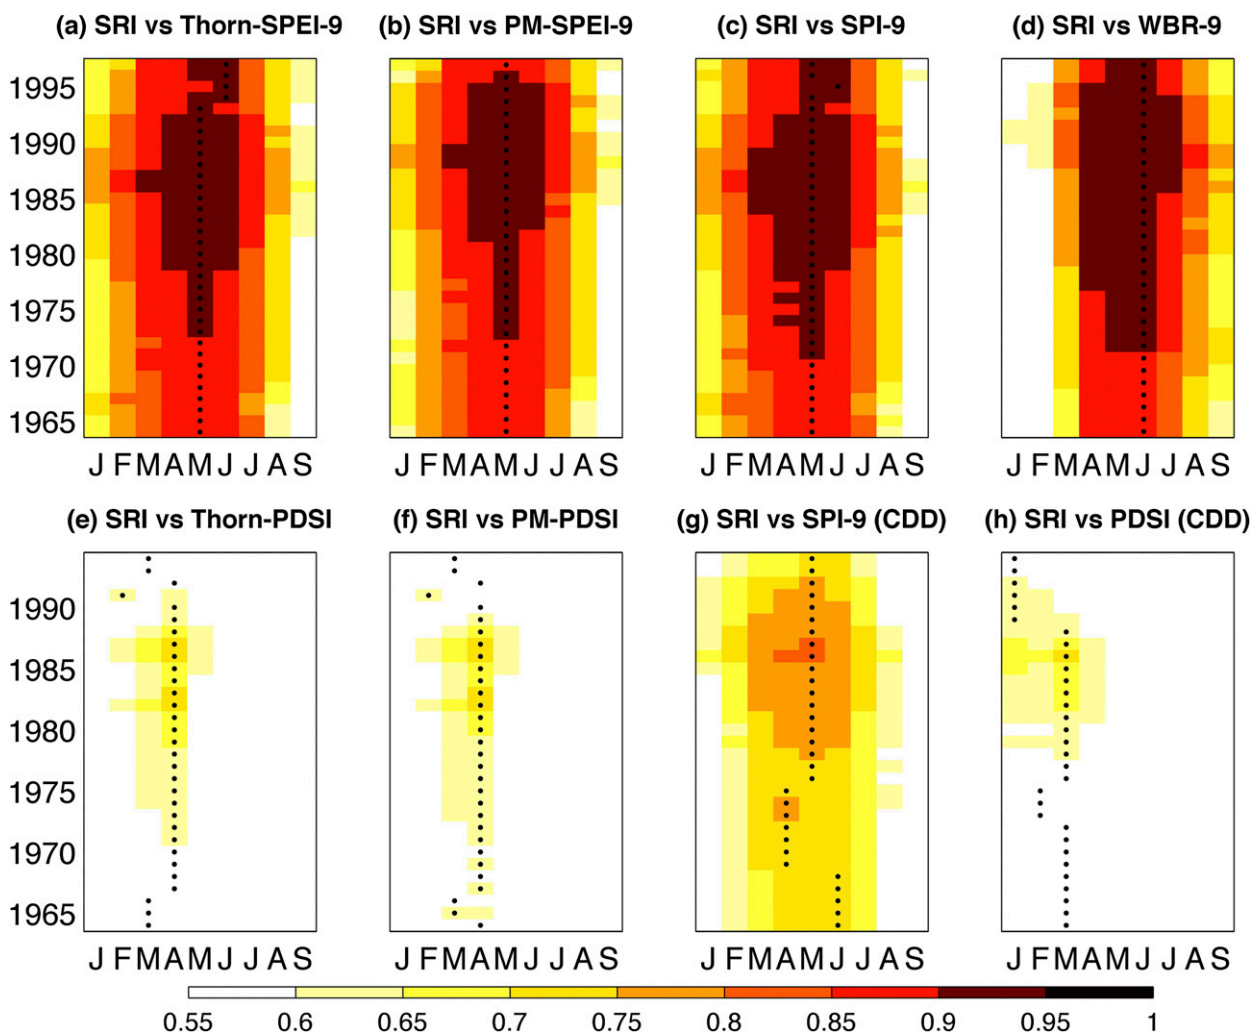 (a) SRI vs Thorn-SPEI-9 (b) PM-SPEI-9 (c) SRI vs SPI-9 (d) SRI vs WBR-9
1995
1990
1985
1980
1975
1970
1965
J F M A M J J A S J F M A M J J A S J F M A M J J A S J F M A M J J A S
(e) SRI vs Thorn-PDSI (f) SRI vs PM-PDSI (g) SRI vs SPI-9 (CDD) (h) SRI vs PDSI (CDD)
1990
1985
1980
1975
1970
1965
J F M A M J J A S J F M A M J J A S J F M A M J J A S J F M A M J J A S
0.55 0.6 0.65 0.7 0.75 0.8 0.85 0.9 0.95 1